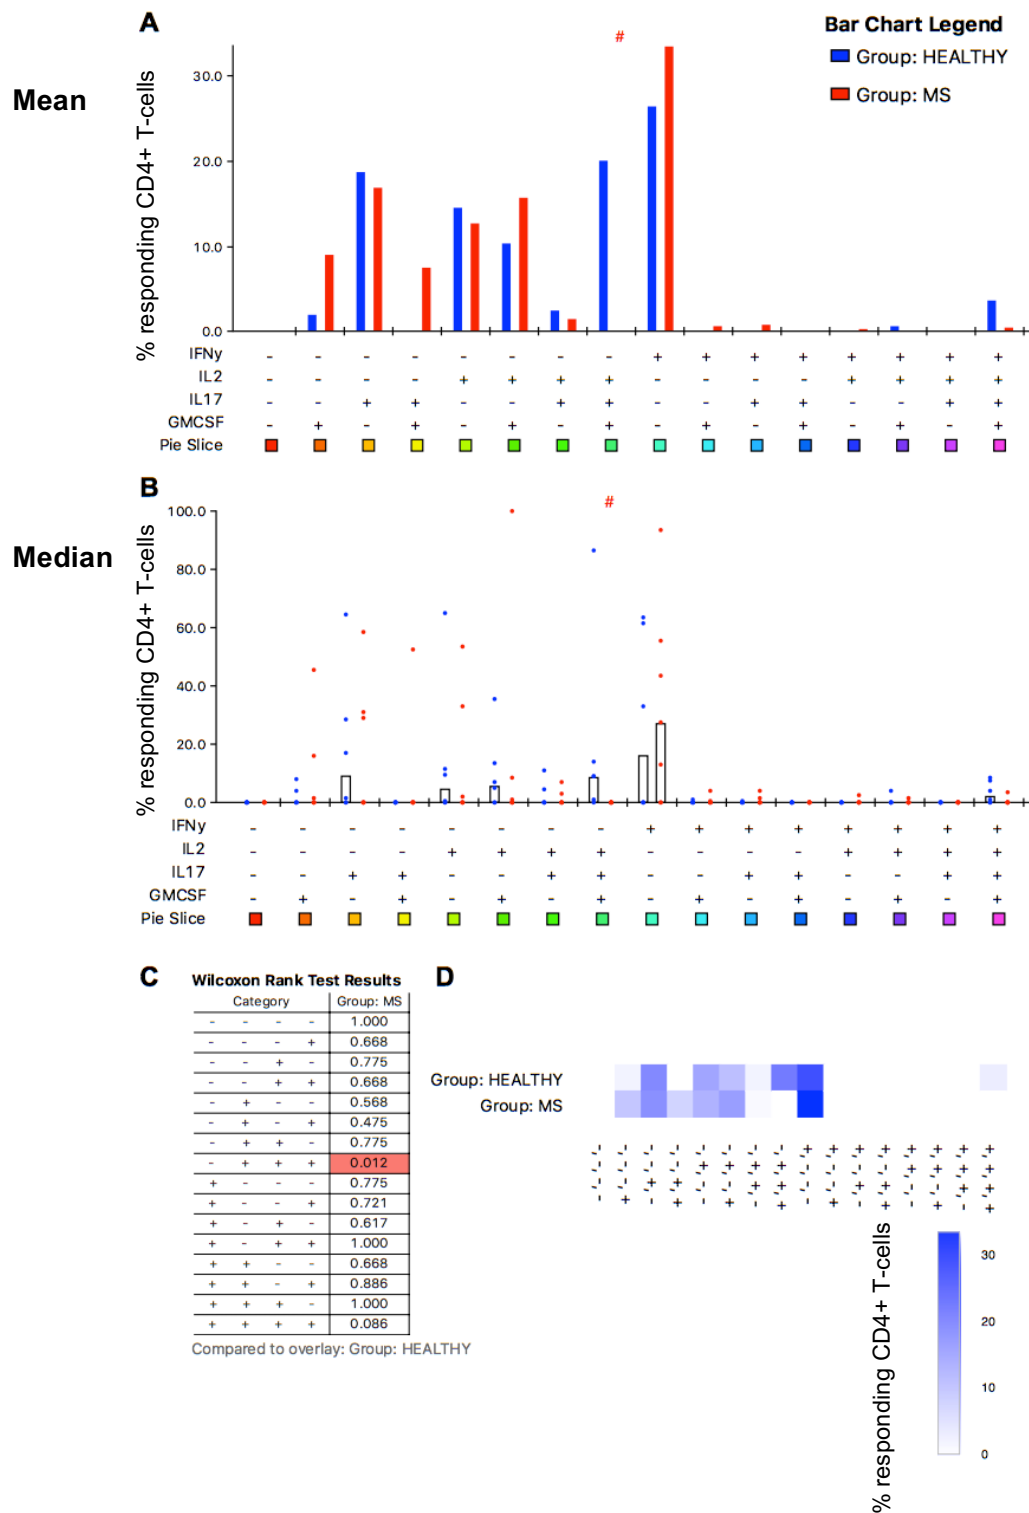 A
Bar Chart Legend
Group: HEALTHY
Group: MS
Mean
% responding CD4+ T-cells
#
30.0
20.0
10.0
0.0
IFNy - - - - - - - - + + + + + + + +
IL2 - - - - + + + + - - - - + + + +
IL17 - - + + - - + + - - + + - - + +
GMCSF - + - + - + - + - + - + - + - +
Pie Slice
B
Median
% responding CD4+ T-cells
#
100.0
80.0
60.0
40.0
20.0
0.0
IFNy - - - - - - - - + + + + + + + +
IL2 - - - - + + + + - - - - + + + +
IL17 - - + + - - + + - - + + - - + +
GMCSF - + - + - + - + - + - + - + - +
Pie Slice
C
Wilcoxon Rank Test Results
Category Group: MS
- - - - 1.000
- - - + 0.668
- - + - 0.775
- - + + 0.668
- + - - 0.568
- + - + 0.475
- + + - 0.775
- + + + 0.012
+ - - - 0.775
+ - - + 0.721
+ - + - 0.617
+ - + + 1.000
+ + - - 0.668
+ + - + 0.886
+ + + - 1.000
+ + + + 0.086
Compared to overlay: Group: HEALTHY
D
Group: HEALTHY
Group: MS
-,-,-,-
-,-,-,+
-,-,+,-
-,-,+,+
-,+,-,-
-,+,-,+
-,+,+,-
-,+,+,+
+,-,-,-
+,-,-,+
+,-,+,-
+,-,+,+
+,+,-,-
+,+,-,+
+,+,+,-
+,+,+,+
% responding CD4+ T-cells
30
20
10
0